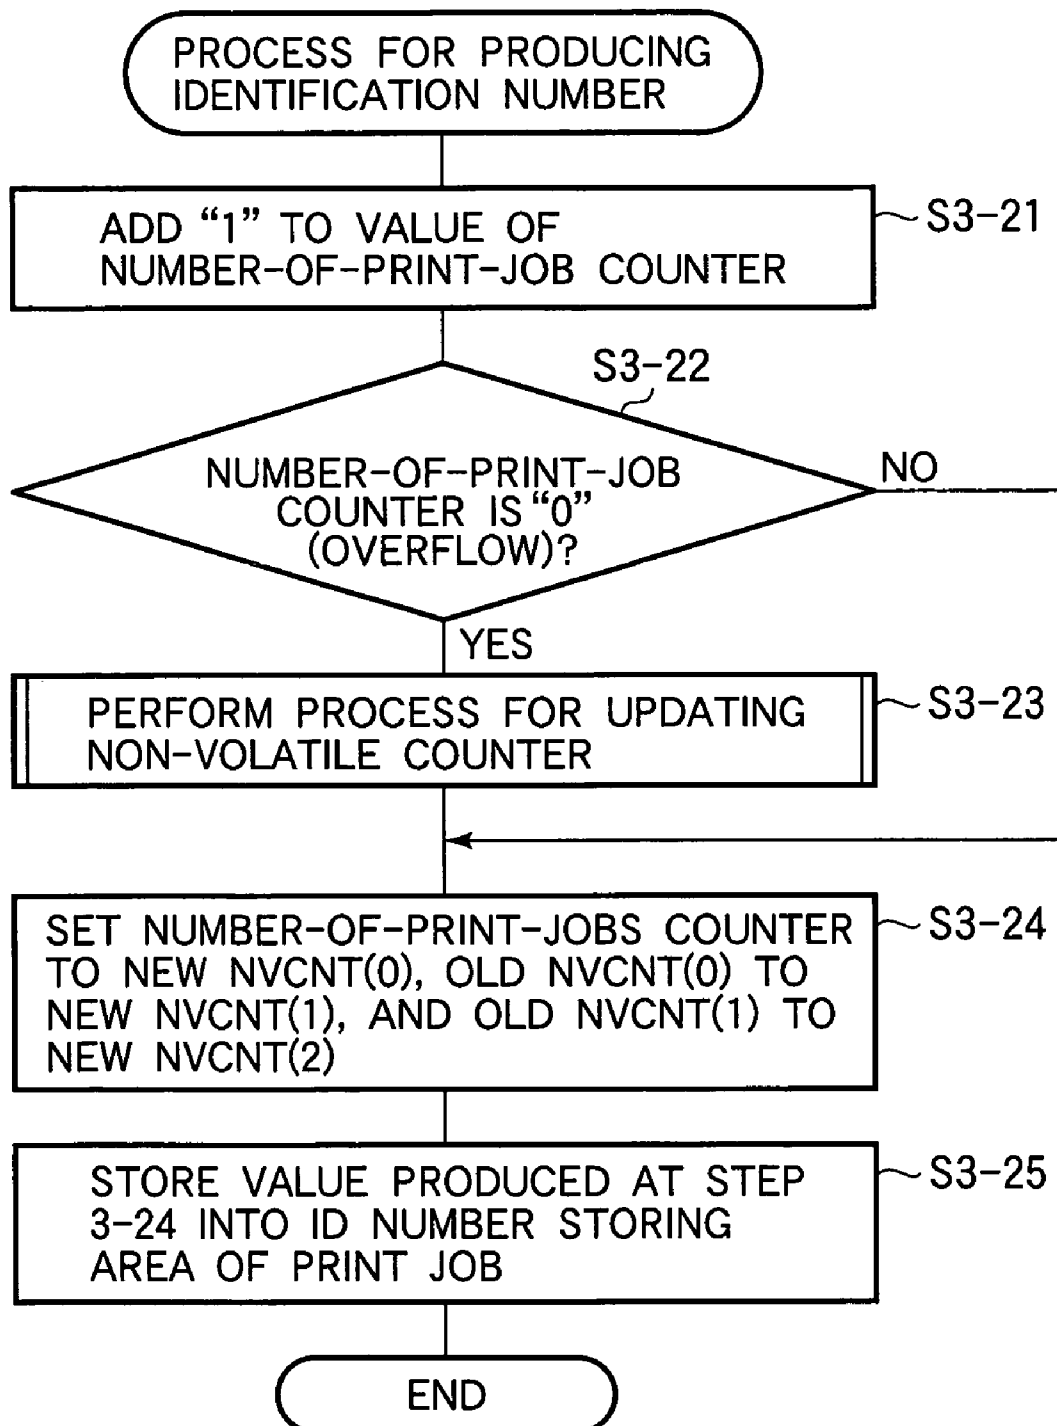 PROCESS FOR PRODUCING
IDENTIFICATION NUMBER
ADD “1” TO VALUE OF
NUMBER-OF-PRINT-JOB COUNTER
S3-21
S3-22
NUMBER-OF-PRINT-JOB
COUNTER IS “0”
(OVERFLOW)?
NO
YES
PERFORM PROCESS FOR UPDATING
NON-VOLATILE COUNTER
S3-23
SET NUMBER-OF-PRINT-JOBS COUNTER
TO NEW NVCNT(0), OLD NVCNT(0) TO
NEW NVCNT(1), AND OLD NVCNT(1) TO
NEW NVCNT(2)
S3-24
STORE VALUE PRODUCED AT STEP
3-24 INTO ID NUMBER STORING
AREA OF PRINT JOB
S3-25
END